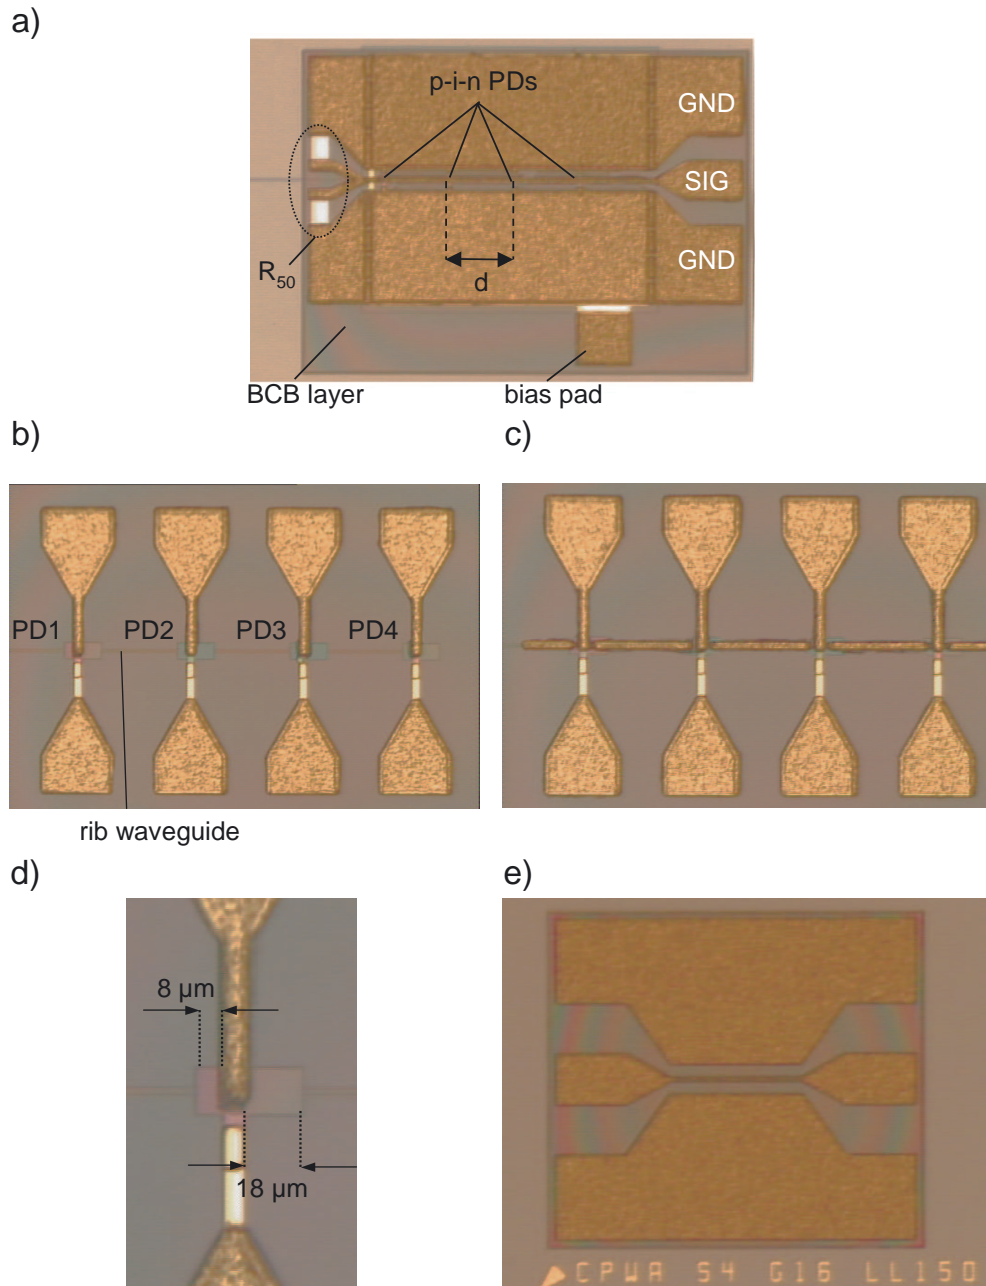 a)
p-i-n PDs
GND
SIG
GND
R50
d
BCB layer
bias pad
b)
c)
PD1 PD2 PD3 PD4
rib waveguide
d)
e)
8 µm
18 µm
CPWA S4 G16 LL150